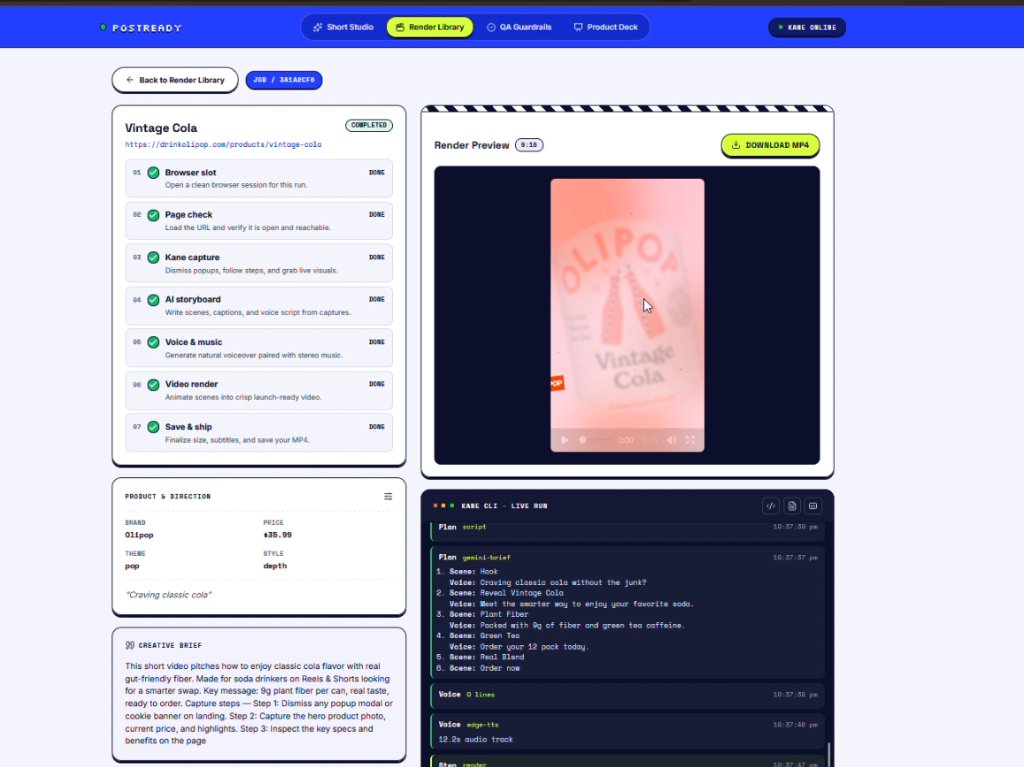 POSTREADY
Short Studio
Render Library
QA Guardrails
Product Deck
KANE ONLINE
Back to Render Library
JOB / 3A1A2CF6
Vintage Cola
COMPLETED
https://drinkolipop.com/products/vintage-cola
01 Browser slot DONE
Open a clean browser session for this run.
02 Page check DONE
Load the URL and verify it is open and reachable.
03 Kane capture DONE
Dismiss popups, follow steps, and grab live visuals.
04 AI storyboard DONE
Write scenes, captions, and voice script from captures.
05 Voice & music DONE
Generate natural voiceover paired with stereo music.
06 Video render DONE
Animate scenes into crisp launch-ready video.
07 Save & ship DONE
Finalize size, subtitles, and save your MP4.
PRODUCT & DIRECTION
BRAND PRICE
Olipop $35.99
THEME STYLE
pop depth
"Craving classic cola"
CREATIVE BRIEF
This short video pitches how to enjoy classic cola flavor with real
gut-friendly fiber. Made for soda drinkers on Reels & Shorts looking
for a smarter swap. Key message: 9g plant fiber per can, real taste,
ready to order. Capture steps — Step 1: Dismiss any popup modal or
cookie banner on landing. Step 2: Capture the hero product photo,
current price, and highlights. Step 3: Inspect the key specs and
benefits on the page
Render Preview 9:16
DOWNLOAD MP4
OLIPOP
Vintage
Cola
POP
0:00 / 0:13
KANE CLI - LIVE RUN
Plan script 10:37:39 pm
Plan gemini-brief 10:37:37 pm
1. Scene: Hook
Voice: Craving classic cola without the junk?
2. Scene: Reveal Vintage Cola
Voice: Meet the smarter way to enjoy your favorite soda.
3. Scene: Plant Fiber
Voice: Packed with 9g of fiber and green tea caffeine.
4. Scene: Green Tea
Voice: Order your 12 pack today.
5. Scene: Real Blend
6. Scene: Order now
Voice 0 lines 10:37:39 pm
Voice edge-tts 10:37:46 pm
12.2s audio track
Step render 10:37:47 pm